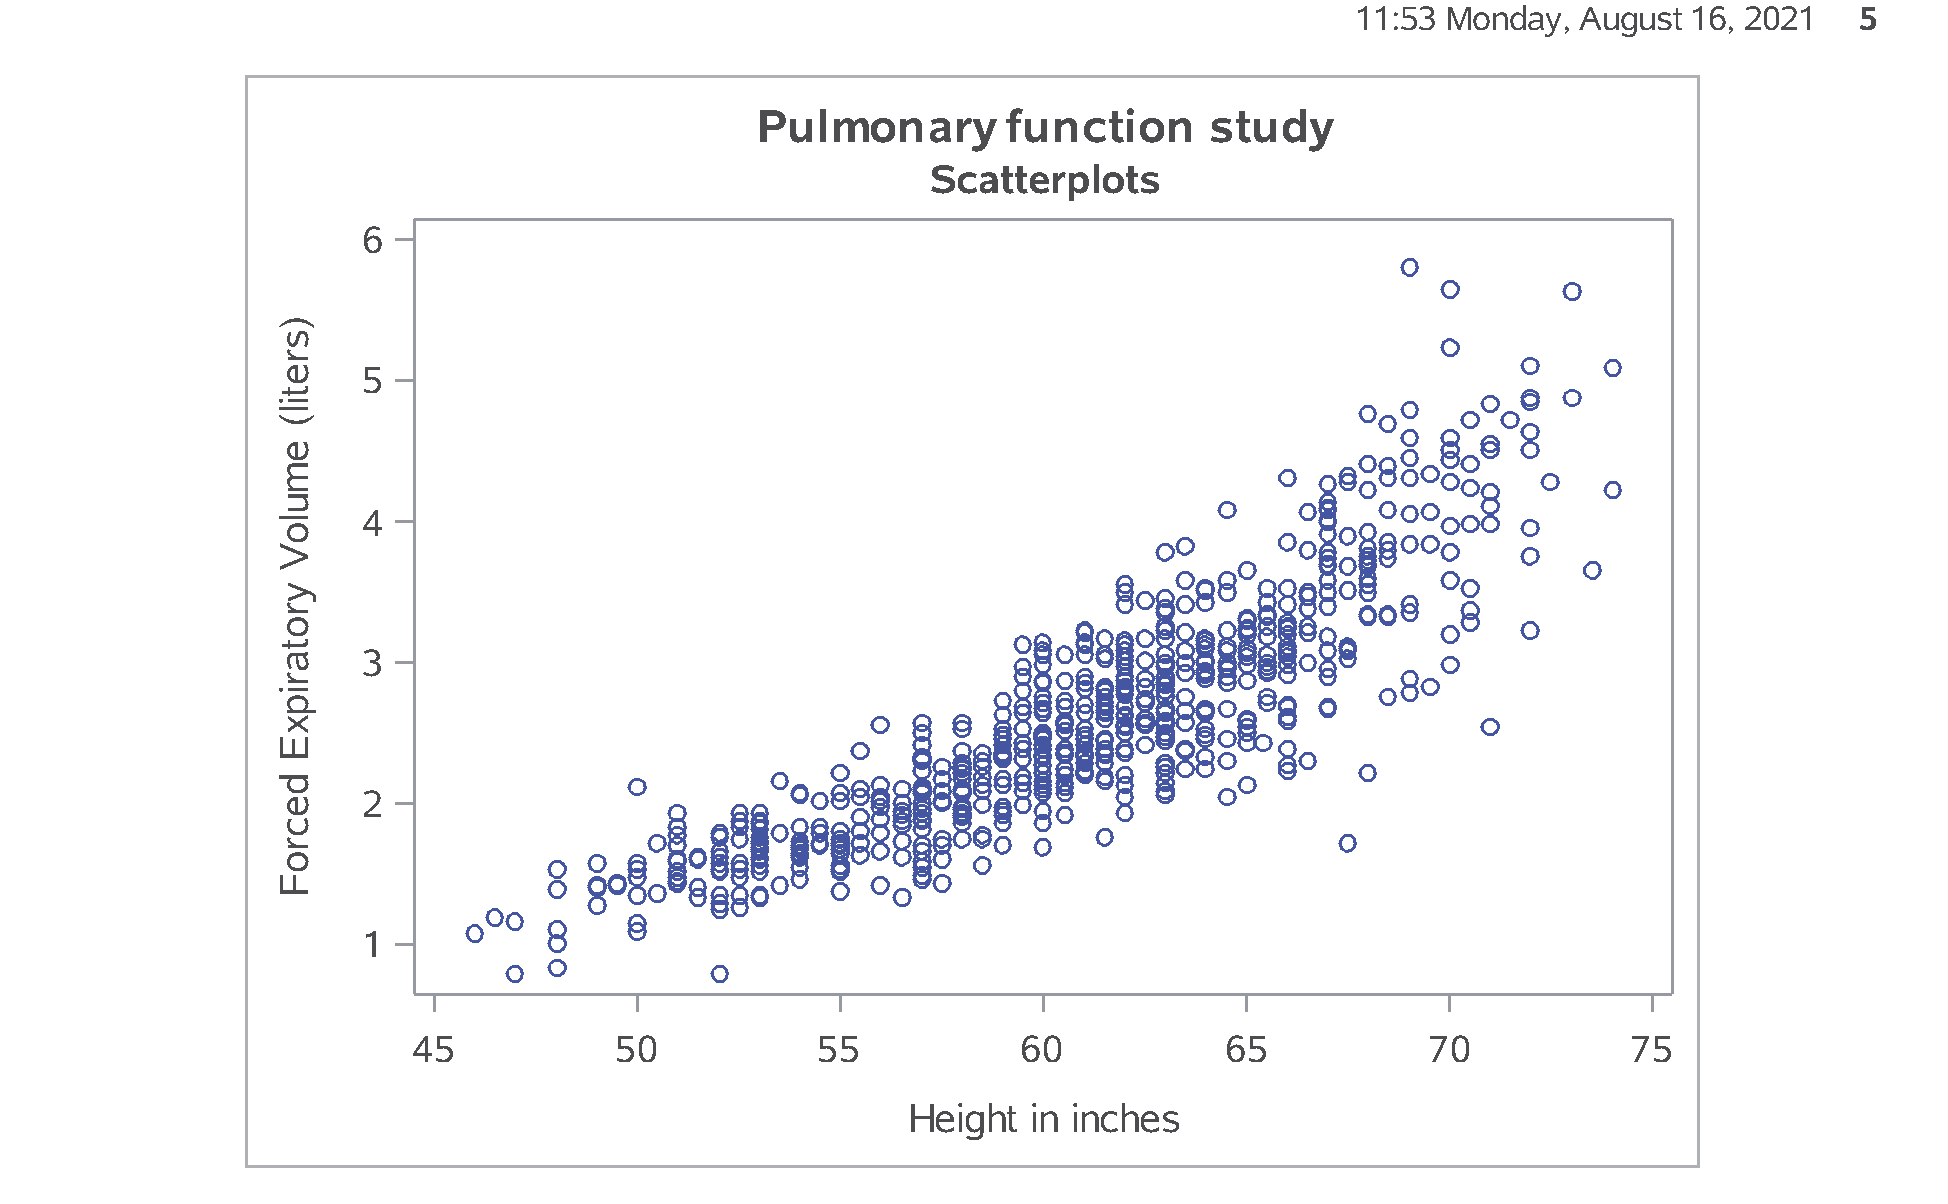 11:53 Monday, August 16, 2021 5
Pulmonary function study
Scatterplots
Forced Expiratory Volume (liters)
6
5
4
3
2
1
45 50 55 60 65 70 75
Height in inches